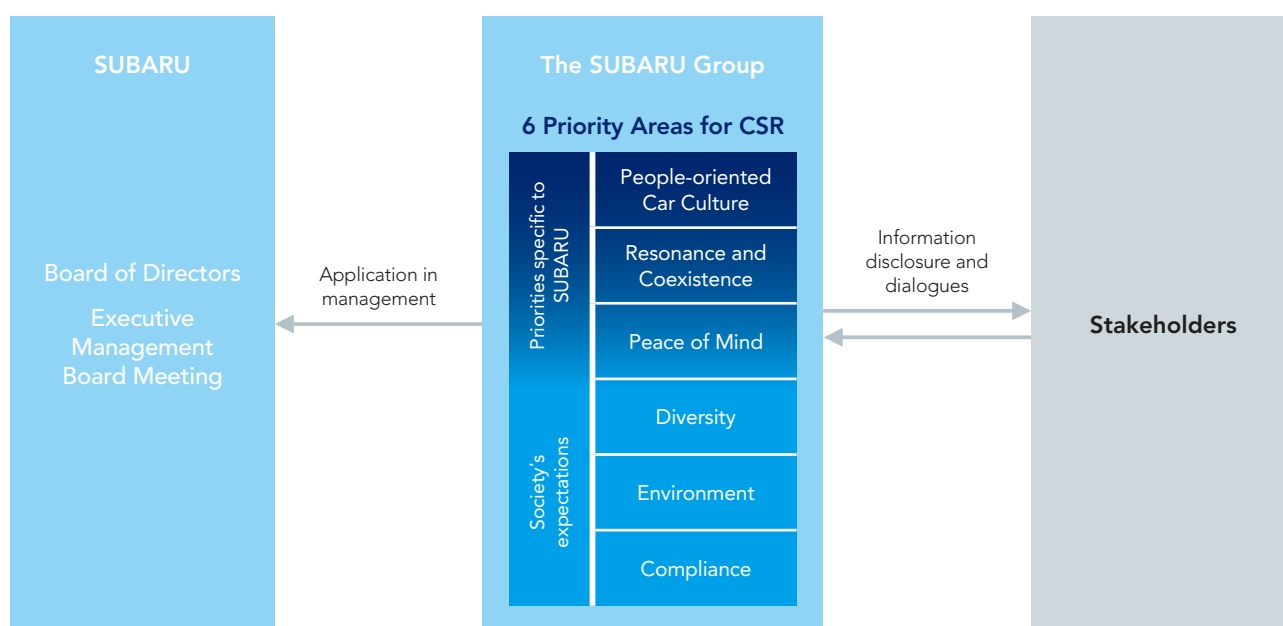 SUBARU
Board of Directors
Executive
Management
Board Meeting
Application in
management
The SUBARU Group
6 Priority Areas for CSR
Priorities specific to
SUBARU
Society's
expectations
People-oriented
Car Culture
Resonance and
Coexistence
Peace of Mind
Diversity
Environment
Compliance
Information
disclosure and
dialogues
Stakeholders